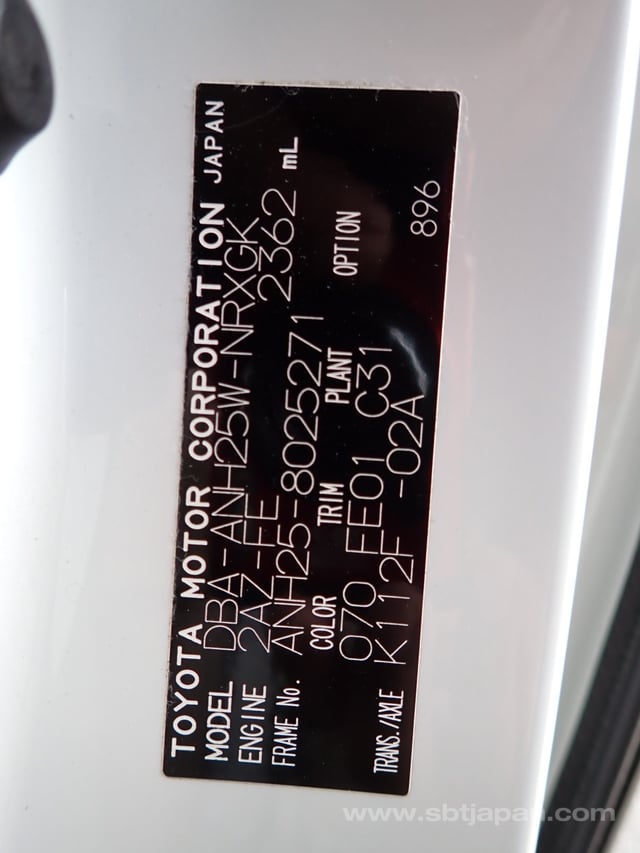 TOYOTA MOTOR CORPORATION JAPAN
MODEL DBA-ANH25W-NRXGK
ENGINE 2AZ-FE 2362 mL
FRAME No. ANH25-8025271
COLOR TRIM PLANT OPTION
070 FE01 C31
TRANS./AXLE K112F -02A 896
www.sbtjapan.com